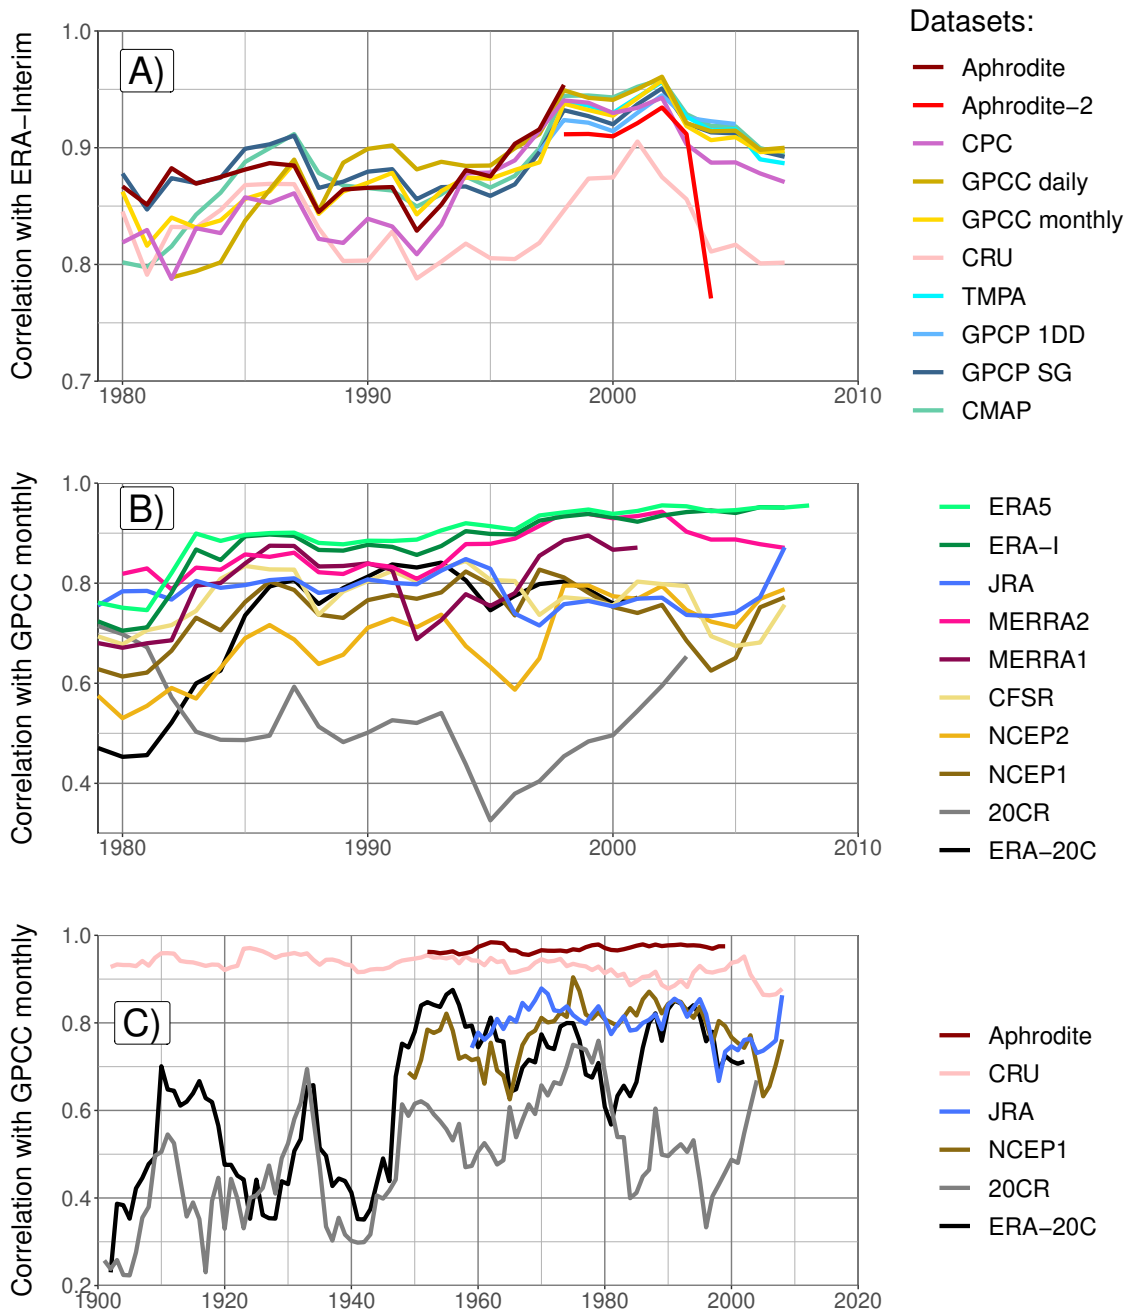 Datasets:
A)
Correlation with ERA−Interim
1.0
0.9
0.8
0.7
1980
1990
2000
2010
Aphrodite
Aphrodite−2
CPC
GPCC daily
GPCC monthly
CRU
TMPA
GPCP 1DD
GPCP SG
CMAP
B)
Correlation with GPCC monthly
1.0
0.8
0.6
0.4
1980
1990
2000
2010
ERA5
ERA−I
JRA
MERRA2
MERRA1
CFSR
NCEP2
NCEP1
20CR
ERA−20C
C)
Correlation with GPCC monthly
1.0
0.8
0.6
0.4
0.2
1900
1920
1940
1960
1980
2000
2020
Aphrodite
CRU
JRA
NCEP1
20CR
ERA−20C